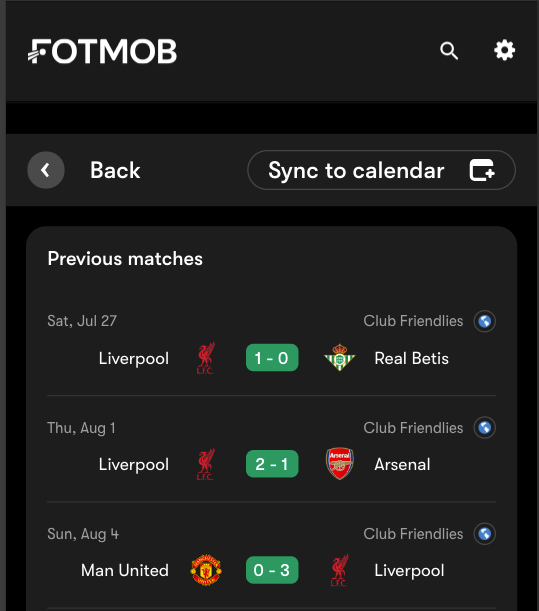 FOTMOB
Back
Sync to calendar
Previous matches
Sat, Jul 27 Club Friendlies
Liverpool L.F.C. 1 - 0 Real Betis
Thu, Aug 1 Club Friendlies
Liverpool L.F.C. 2 - 1 Arsenal Arsenal
Sun, Aug 4 Club Friendlies
Man United 0 - 3 L.F.C. Liverpool